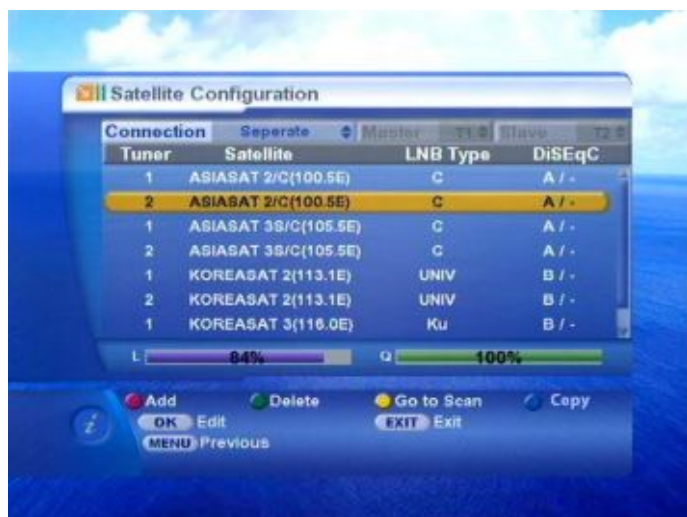 Satellite Configuration
Connection Seperate Master T1 Slave T2
Tuner Satellite LNB Type DiSEqC
1 ASIASAT 2/C(100.5E) C A / -
2 ASIASAT 2/C(100.5E) C A / -
1 ASIASAT 3S/C(105.5E) C A / -
2 ASIASAT 3S/C(105.5E) C A / -
1 KOREASAT 2(113.1E) UNIV B / -
2 KOREASAT 2(113.1E) UNIV B / -
1 KOREASAT 3(116.0E) Ku B / -
L 84% Q 100%
Add Delete Go to Scan Copy
OK Edit EXIT Exit
MENU Previous